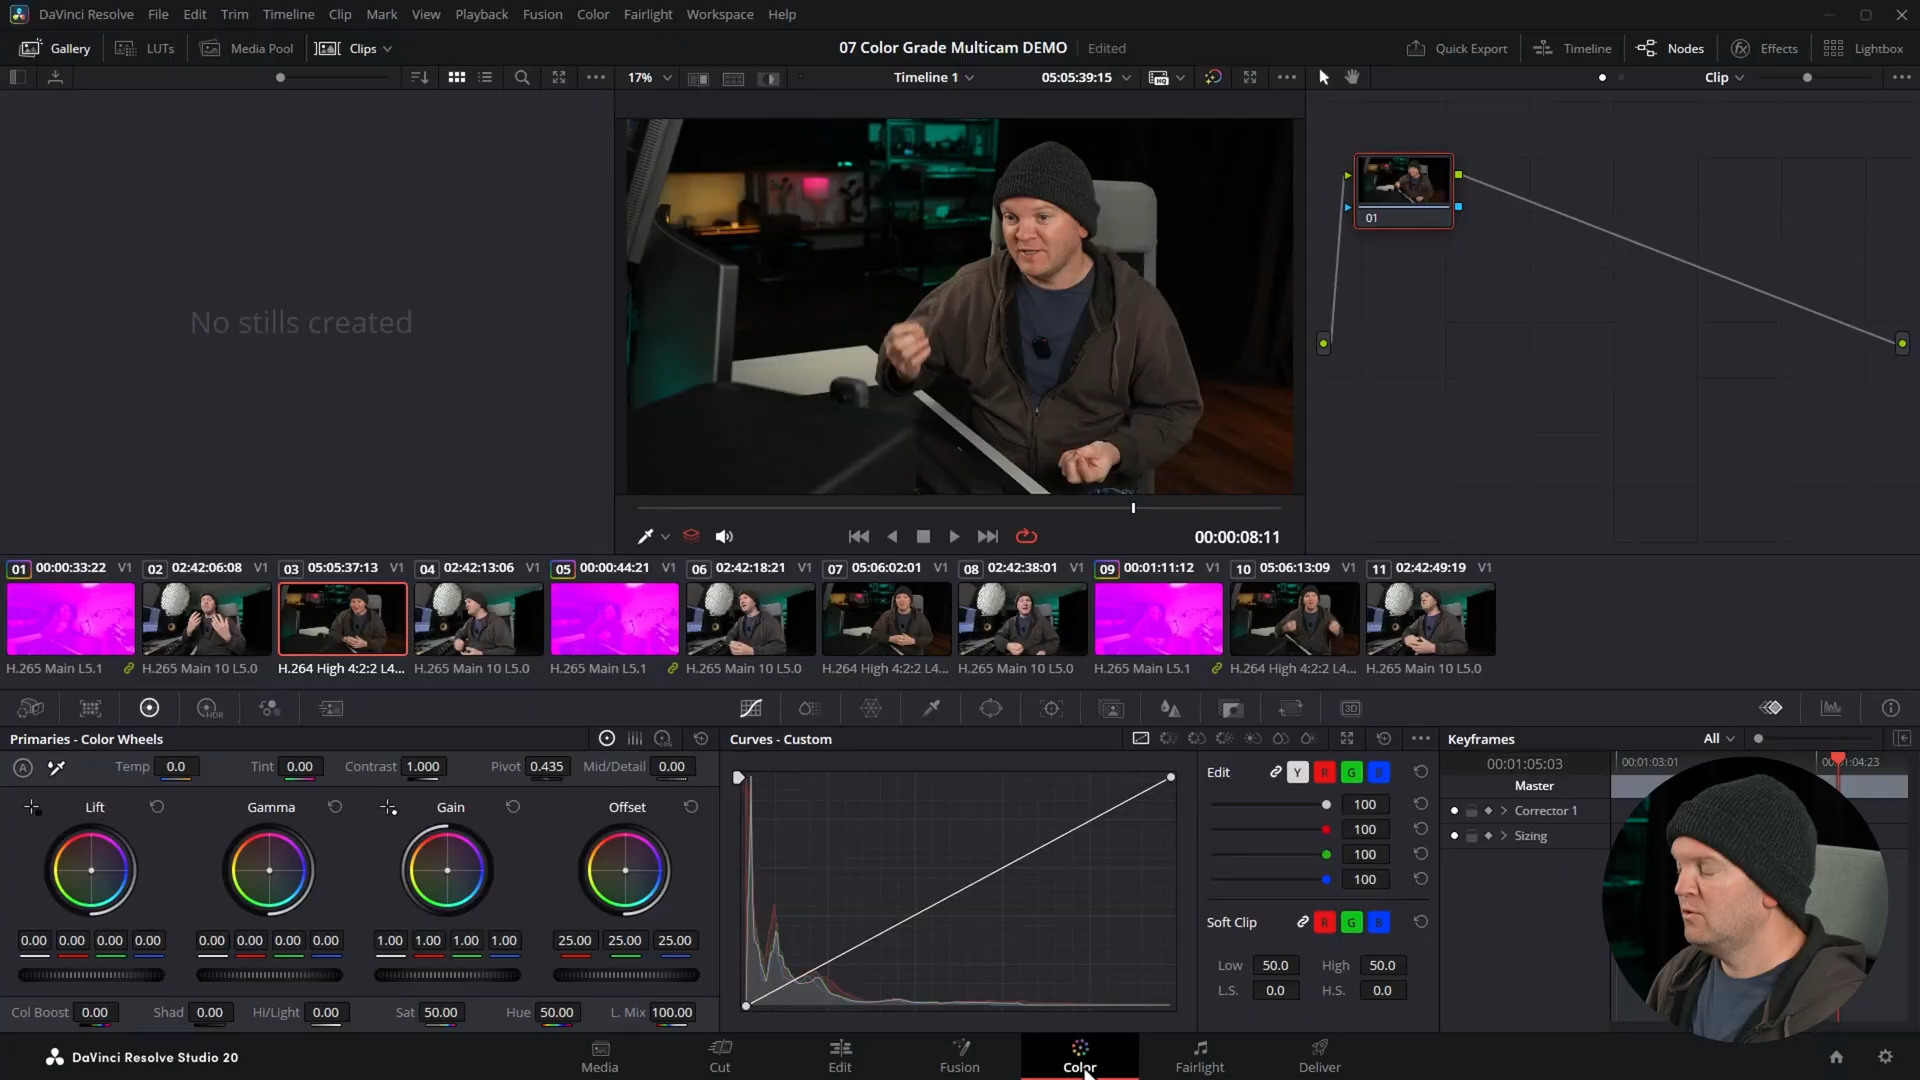 DaVinci Resolve File Edit Trim Timeline Clip Mark View Playback Fusion Color Fairlight Workspace Help
Gallery LUTs Media Pool Clips 07 Color Grade Multicam DEMO Edited Quick Export Timeline Nodes Effects Lightbox
17% Timeline 1 05:05:39:15 Clip
No stills created
01
00:00:08:11
01 00:00:33:22 V1 02 02:42:06:08 V1 03 05:05:37:13 V1 04 02:42:13:06 V1 05 00:00:44:21 V1 06 02:42:18:21 V1 07 05:06:02:01 V1 08 02:42:38:01 V1 09 00:01:11:12 V1 10 05:06:13:09 V1 11 02:42:49:19 V1
H.265 Main L5.1 H.265 Main 10 L5.0 H.264 High 4:2:2 L4... H.265 Main 10 L5.0 H.265 Main L5.1 H.265 Main 10 L5.0 H.264 High 4:2:2 L4... H.265 Main 10 L5.0 H.265 Main L5.1 H.264 High 4:2:2 L4... H.265 Main 10 L5.0
HDR 3D
Primaries - Color Wheels
Temp 0.0 Tint 0.00 Contrast 1.000 Pivot 0.435 Mid/Detail 0.00
Lift Gamma Gain Offset
0.00 0.00 0.00 0.00 0.00 0.00 0.00 0.00 1.00 1.00 1.00 1.00 25.00 25.00 25.00
Col Boost 0.00 Shad 0.00 Hi/Light 0.00 Sat 50.00 Hue 50.00 L. Mix 100.00
Curves - Custom
Edit Y R G B
100
100
100
100
Soft Clip R G B
Low 50.0 High 50.0
L.S. 0.0 H.S. 0.0
Keyframes All
00:01:05:03 00:01:03:01 00:01:04:23
Master
Corrector 1
Sizing
DaVinci Resolve Studio 20 Media Cut Edit Fusion Color Fairlight Deliver